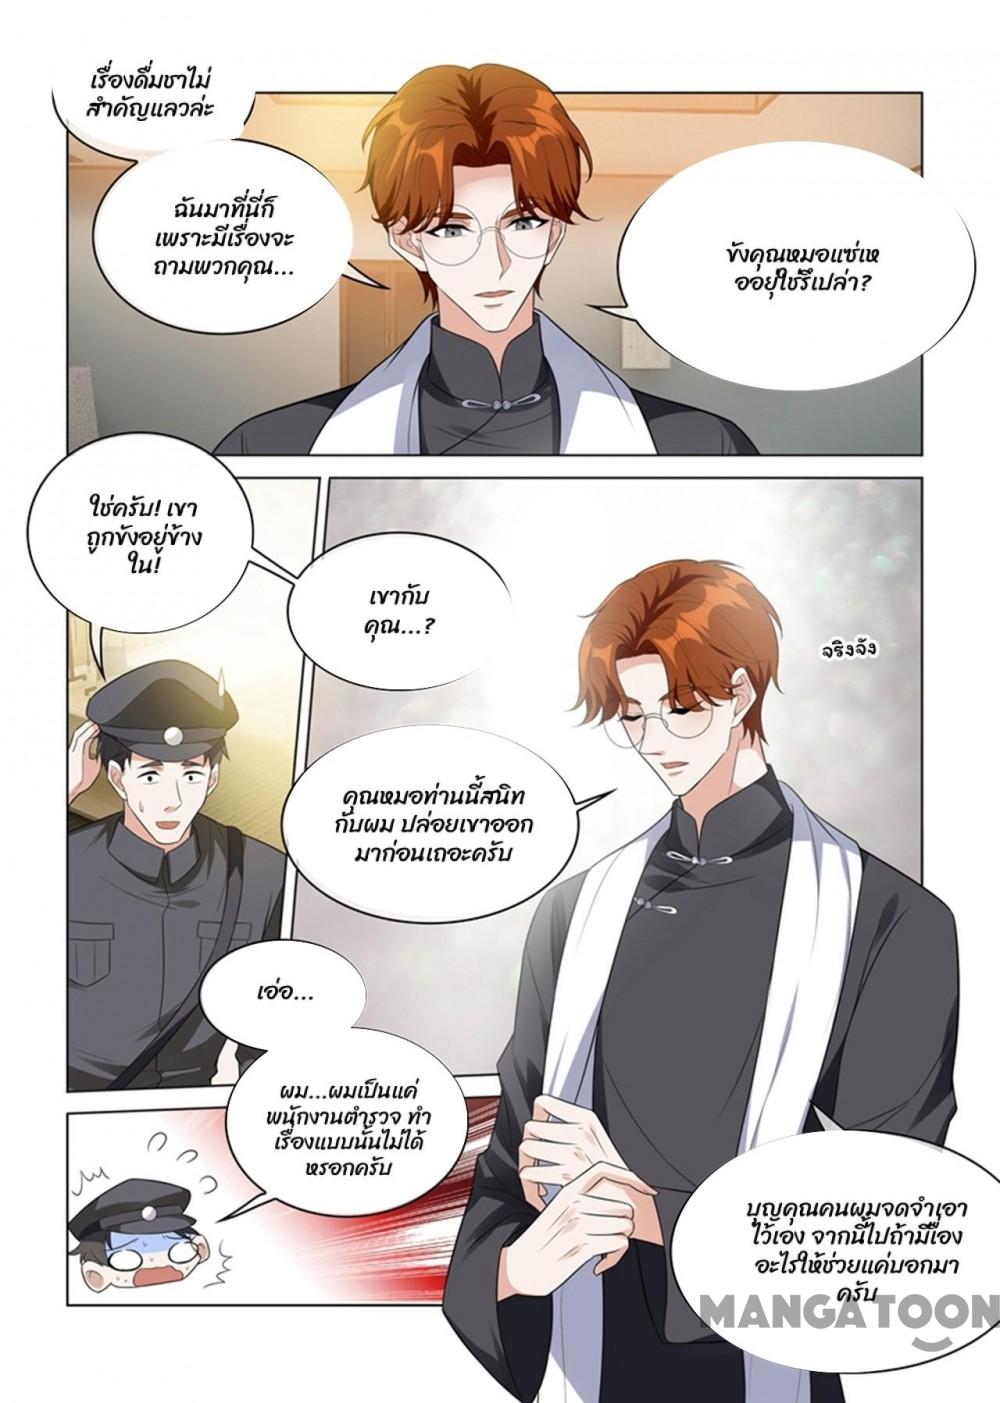 เรื่องดื่มชาไม่
สำคัญแลวล่ะ
ฉันมาที่นี่ก็
เพราะมีเรื่องจะ
ถามพวกคุณ...
ขังคุณหมอแซ่เห
ออยุ่ใช่รึเปล่า?
ใช่ครับ! เขา
ถูกขังอยู่ข้าง
ใน!
เขากับ
คุณ...?
จริงจัง
คุณหมอท่านนี้สนิท
กับผม ปล่อยเขาออก
มาก่อนเถอะครับ
เอ่อ...
ผม...ผมเป็นแค่
พนักงานตำรวจ ทำ
เรื่องแบบนั้นไม่ได้
หรอกครับ
บุญคุณคนผมจดจำเอา
ไว้เอง จากนี้ไปถ้ามีเื่อง
อะไรให้ช่วยแค่บอกมา
ครับ
MANGATOON